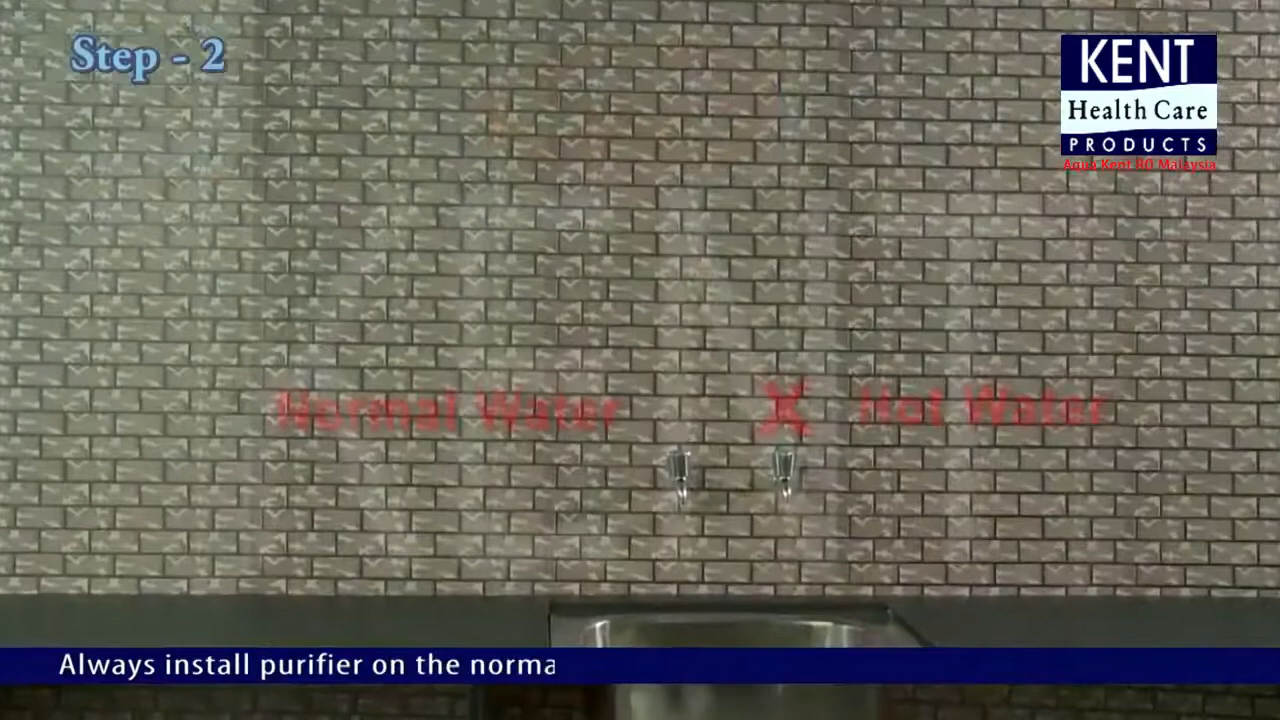 Step - 2
KENT
Health Care
PRODUCTS
Aqua Kent RO Malaysia
Normal Water
X Hot Water
Always install purifier on the norma